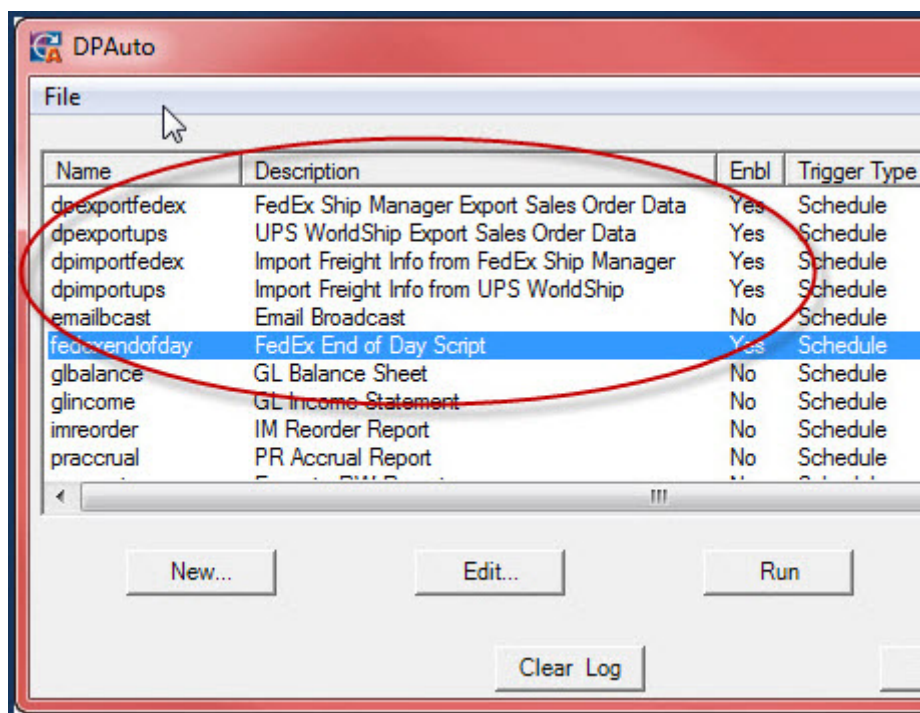 DPAuto
File
Name Description Enbl Trigger Type
dpexportfedex FedEx Ship Manager Export Sales Order Data Yes Schedule
dpexportups UPS WorldShip Export Sales Order Data Yes Schedule
dpimportfedex Import Freight Info from FedEx Ship Manager Yes Schedule
dpimportups Import Freight Info from UPS WorldShip Yes Schedule
emailbcast Email Broadcast No Schedule
fedexendofday FedEx End of Day Script Yes Schedule
glbalance GL Balance Sheet No Schedule
glincome GL Income Statement No Schedule
imreorder IM Reorder Report No Schedule
praccrual PR Accrual Report No Schedule
New... Edit... Run
Clear Log